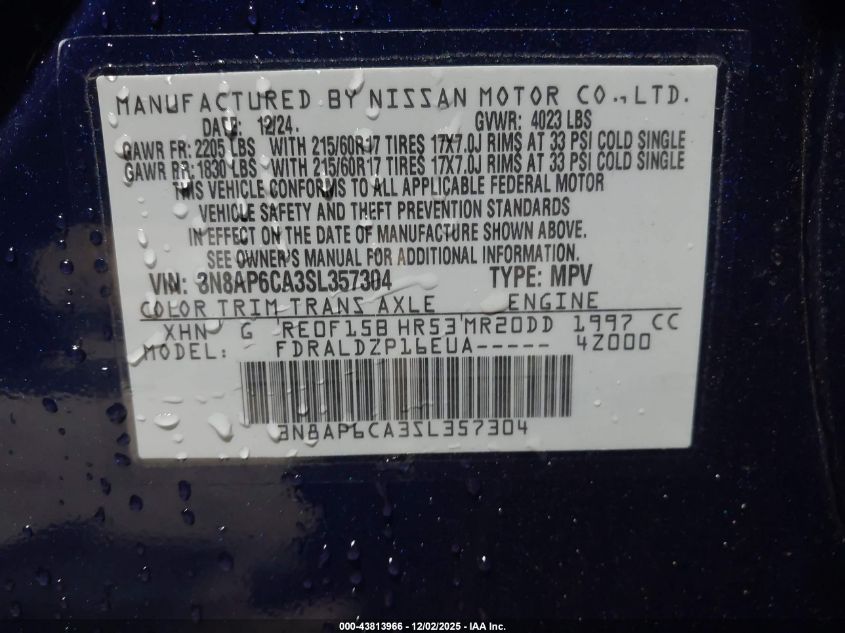 MANUFACTURED BY NISSAN MOTOR CO., LTD.
DATE: 12/24. GVWR: 4023 LBS
GAWR FR: 2205 LBS WITH 215/60R17 TIRES 17X7.0J RIMS AT 33 PSI COLD SINGLE
GAWR RR: 1830 LBS WITH 215/60R17 TIRES 17X7.0J RIMS AT 33 PSI COLD SINGLE
THIS VEHICLE CONFORMS TO ALL APPLICABLE FEDERAL MOTOR
VEHICLE SAFETY AND THEFT PREVENTION STANDARDS
IN EFFECT ON THE DATE OF MANUFACTURE SHOWN ABOVE.
SEE OWNER'S MANUAL FOR ADDITIONAL INFORMATION.
VIN: 3N8AP6CA3SL357304 TYPE: MPV
COLOR TRIM TRANS AXLE ENGINE
XHN G RE0F15B HR53 MR20DD 1997 CC
MODEL: FDRALDZP16EUA----- 4Z000
3N8AP6CA3SL357304
000-43813966 - 12/02/2025 - IAA Inc.